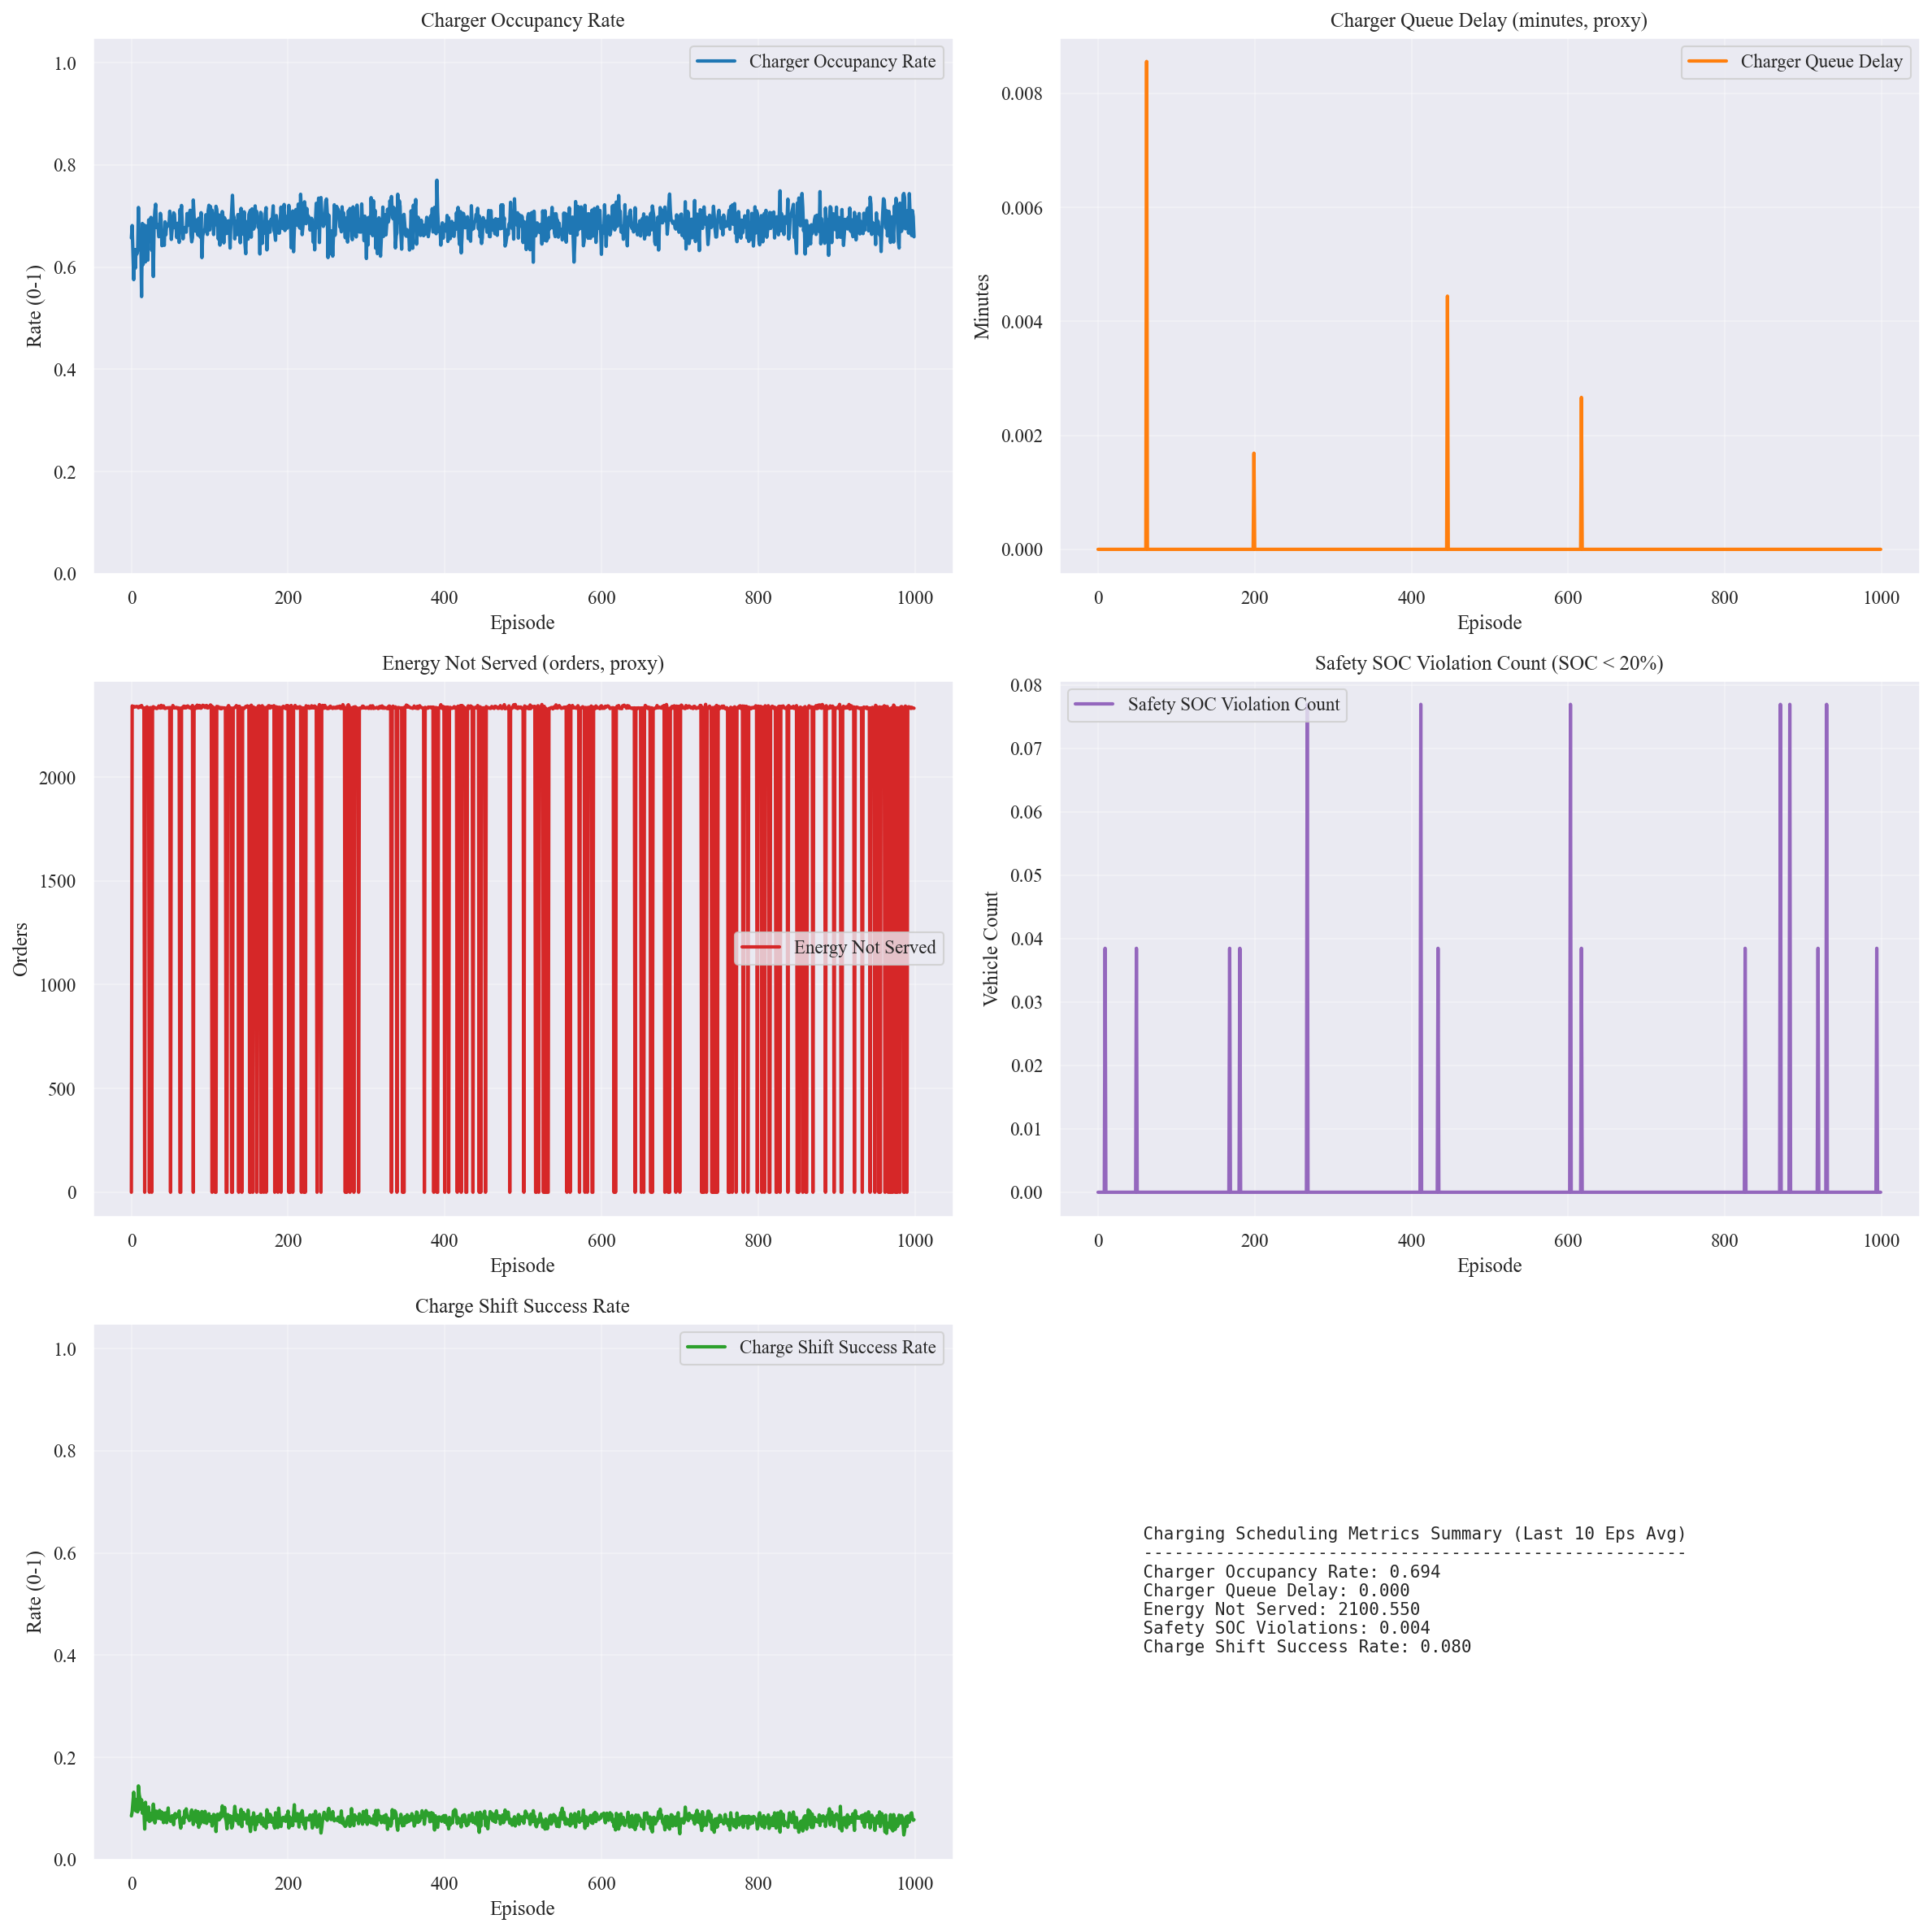 Charger Occupancy Rate
Charger Occupancy Rate
Rate (0-1)
1.0
0.8
0.6
0.4
0.2
0.0
0 200 400 600 800 1000
Episode
Charger Queue Delay (minutes, proxy)
Charger Queue Delay
Minutes
0.008
0.006
0.004
0.002
0.000
0 200 400 600 800 1000
Episode
Energy Not Served (orders, proxy)
Energy Not Served
Orders
2000
1500
1000
500
0
0 200 400 600 800 1000
Episode
Safety SOC Violation Count (SOC < 20%)
Safety SOC Violation Count
Vehicle Count
0.08
0.07
0.06
0.05
0.04
0.03
0.02
0.01
0.00
0 200 400 600 800 1000
Episode
Charge Shift Success Rate
Charge Shift Success Rate
Rate (0-1)
1.0
0.8
0.6
0.4
0.2
0.0
0 200 400 600 800 1000
Episode
Charging Scheduling Metrics Summary (Last 10 Eps Avg)
-----------------------------------------------------
Charger Occupancy Rate: 0.694
Charger Queue Delay: 0.000
Energy Not Served: 2100.550
Safety SOC Violations: 0.004
Charge Shift Success Rate: 0.080